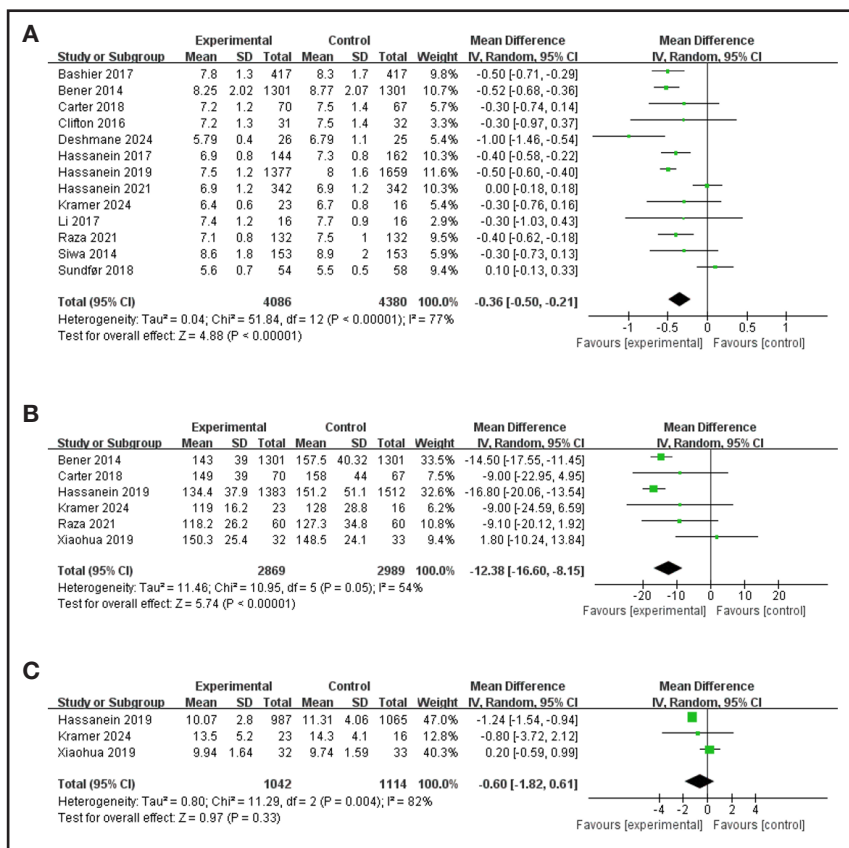 A
Experimental Control Mean Difference Mean Difference
Study or Subgroup Mean SD Total Mean SD Total Weight IV, Random, 95% CI IV, Random, 95% CI
Bashier 2017 7.8 1.3 417 8.3 1.7 417 9.8% -0.50 [-0.71, -0.29]
Bener 2014 8.25 2.02 1301 8.77 2.07 1301 10.7% -0.52 [-0.68, -0.36]
Carter 2018 7.2 1.2 70 7.5 1.4 67 5.7% -0.30 [-0.74, 0.14]
Clifton 2016 7.2 1.3 31 7.5 1.4 32 3.4% -0.30 [-0.97, 0.37]
Deshmane 2024 5.79 0.4 26 6.79 1.1 25 5.4% -1.00 [-1.46, -0.54]
Hassanein 2017 6.9 0.8 144 7.3 0.8 162 10.3% -0.40 [-0.58, -0.22]
Hassanein 2019 7.5 1.2 1377 8 1.6 1659 11.6% -0.50 [-0.60, -0.40]
Hassanein 2021 6.9 1.2 342 6.9 1.2 342 10.3% 0.00 [-0.18, 0.18]
Kramer 2024 6.4 0.6 23 6.7 0.8 16 5.4% -0.30 [-0.76, 0.16]
Li 2017 7.4 1.2 16 7.7 0.9 16 2.9% -0.30 [-1.03, 0.43]
Raza 2021 7.1 0.8 132 7.5 1 132 9.5% -0.40 [-0.62, -0.18]
Siwa 2014 8.6 1.8 153 8.9 2 153 5.8% -0.30 [-0.73, 0.13]
Sundfør 2018 5.6 0.7 54 5.5 0.5 58 9.4% 0.10 [-0.13, 0.33]
Total (95% CI) 4086 4380 100.0% -0.36 [-0.50, -0.21]
Heterogeneity: Tau² = 0.04; Chi² = 51.84, df = 12 (P < 0.00001); I² = 77%
Test for overall effect: Z = 4.88 (P < 0.00001)
-1 -0.5 0 0.5 1
Favours [experimental] Favours [control]
B
Experimental Control Mean Difference Mean Difference
Study or Subgroup Mean SD Total Mean SD Total Weight IV, Random, 95% CI IV, Random, 95% CI
Bener 2014 143 39 1301 157.5 40.32 1301 33.5% -14.50 [-17.55, -11.45]
Carter 2018 149 39 70 158 44 67 7.5% -9.00 [-22.95, 4.95]
Hassanein 2019 134.4 37.9 1383 151.2 51.1 1512 32.6% -16.80 [-20.06, -13.54]
Kramer 2024 119 16.2 23 128 28.8 16 6.2% -9.00 [-24.59, 6.59]
Raza 2021 118.2 26.2 60 127.3 34.8 60 10.8% -9.10 [-20.12, 1.92]
Xiaohua 2019 150.3 25.4 32 148.5 24.1 33 9.4% 1.80 [-10.24, 13.84]
Total (95% CI) 2869 2989 100.0% -12.38 [-16.60, -8.15]
Heterogeneity: Tau² = 11.46; Chi² = 10.95, df = 5 (P = 0.05); I² = 54%
Test for overall effect: Z = 5.74 (P < 0.00001)
-20 -10 0 10 20
Favours [experimental] Favours [control]
C
Experimental Control Mean Difference Mean Difference
Study or Subgroup Mean SD Total Mean SD Total Weight IV, Random, 95% CI IV, Random, 95% CI
Hassanein 2019 10.07 2.8 987 11.31 4.06 1065 47.0% -1.24 [-1.54, -0.94]
Kramer 2024 13.5 5.2 23 14.3 4.1 16 12.8% -0.80 [-3.72, 2.12]
Xiaohua 2019 9.94 1.64 32 9.74 1.59 33 40.3% 0.20 [-0.59, 0.99]
Total (95% CI) 1042 1114 100.0% -0.60 [-1.82, 0.61]
Heterogeneity: Tau² = 0.80; Chi² = 11.29, df = 2 (P = 0.004); I² = 82%
Test for overall effect: Z = 0.97 (P = 0.33)
-4 -2 0 2 4
Favours [experimental] Favours [control]